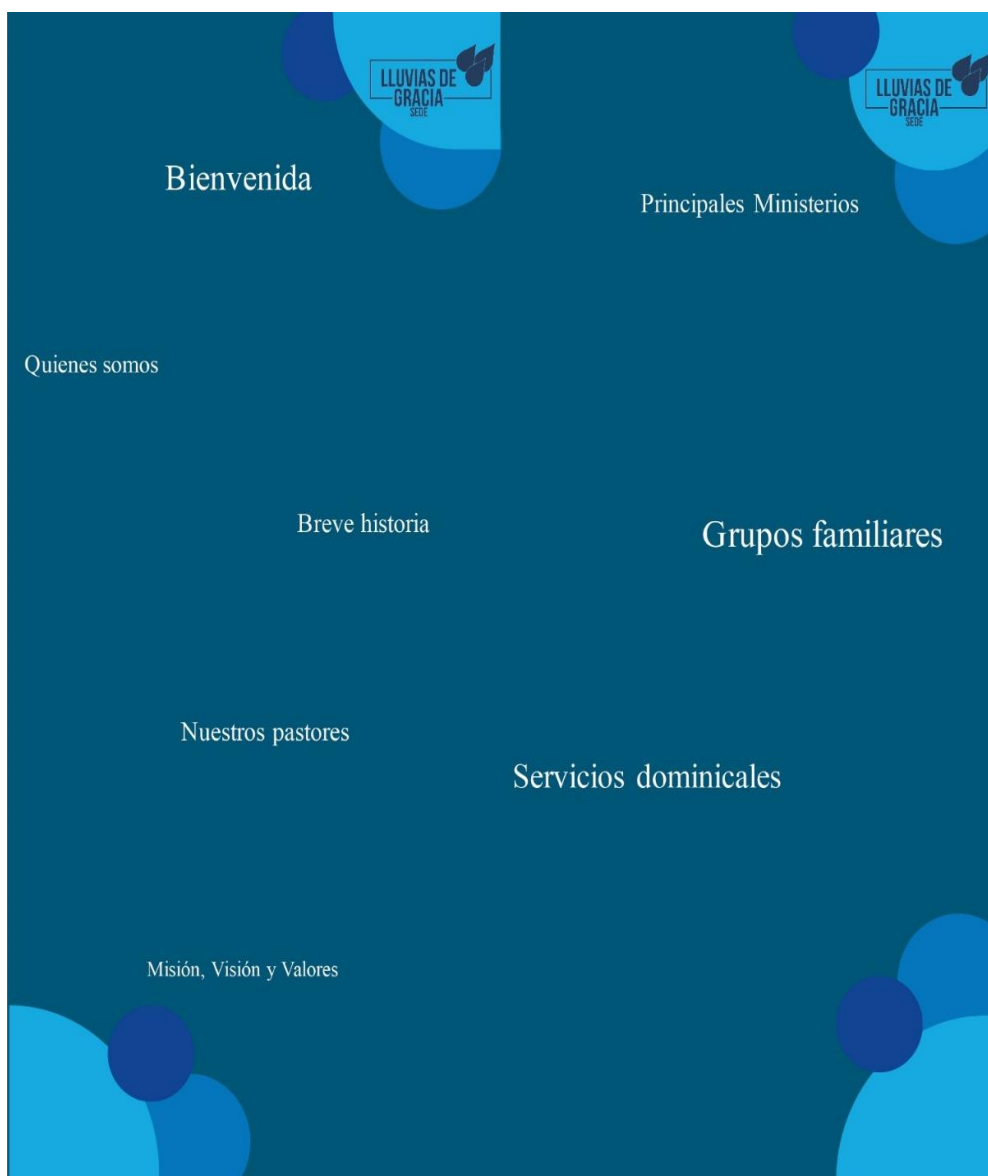 LLUVIAS DE
GRACIA
SEDE
Bienvenida
Quienes somos
Breve historia
Nuestros pastores
Misión, Visión y Valores
LLUVIAS DE
GRACIA
SEDE
Principales Ministerios
Grupos familiares
Servicios dominicales